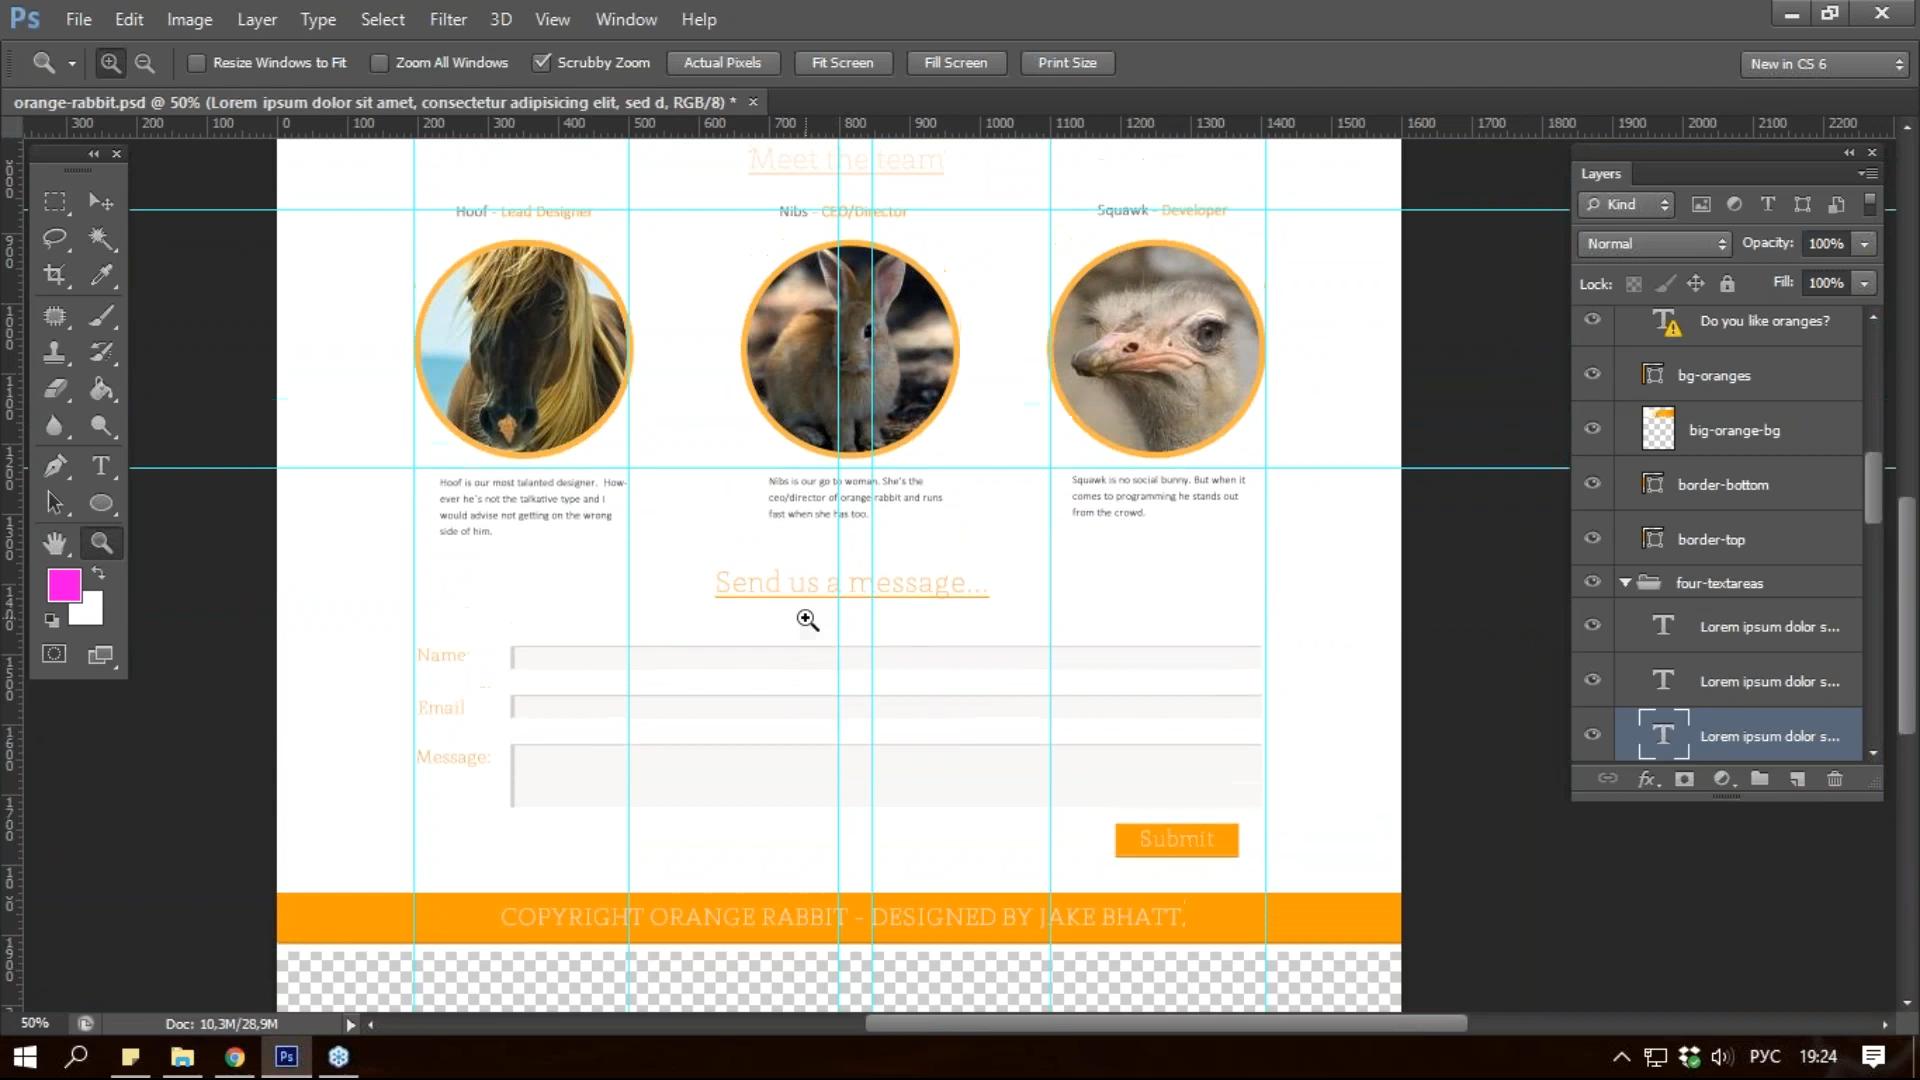 Ps File Edit Image Layer Type Select Filter 3D View Window Help
Resize Windows to Fit Zoom All Windows Scrubby Zoom Actual Pixels Fit Screen Fill Screen Print Size New in CS 6
orange-rabbit.psd @ 50% (Lorem ipsum dolor sit amet, consectetur adipisicing elit, sed d, RGB/8) * ×
300 200 100 0 100 200 300 400 500 600 700 800 900 1000 1100 1200 1300 1400 1500 1600 1700 1800 1900 2000 2100 2200
Meet the team
Hoof - Lead Designer
Nibs - CEO/Director
Squawk - Developer
Hoof is our most talanted designer. How-
ever he's not the talkative type and I
would advise not getting on the wrong
side of him.
Nibs is our go to woman. She's the
ceo/director of orange rabbit and runs
fast when she has too.
Squawk is no social bunny. But when it
comes to programming he stands out
from the crowd.
Send us a message...
Name:
Email
Message:
Submit
COPYRIGHT ORANGE RABBIT - DESIGNED BY JAKE BHATT,
Layers
Kind
Normal Opacity: 100%
Lock: Fill: 100%
Do you like oranges?
bg-oranges
big-orange-bg
border-bottom
border-top
four-textareas
Lorem ipsum dolor s...
Lorem ipsum dolor s...
Lorem ipsum dolor s...
fx
50% Doc: 10,3M/28,9M
Ps РУС 19:24